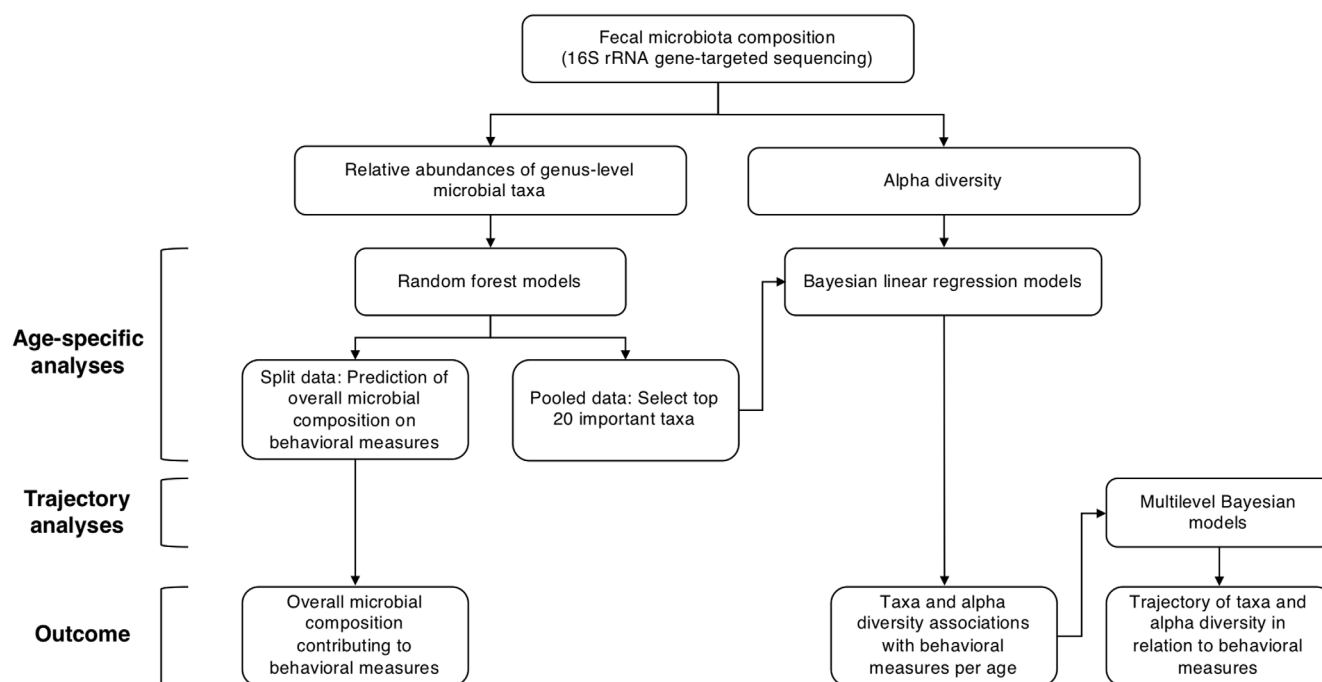 Fecal microbiota composition
(16S rRNA gene-targeted sequencing)
Relative abundances of genus-level
microbial taxa
Alpha diversity
Age-specific
analyses
Random forest models
Bayesian linear regression models
Split data: Prediction of
overall microbial
composition on
behavioral measures
Pooled data: Select top
20 important taxa
Trajectory
analyses
Multilevel Bayesian
models
Outcome
Overall microbial
composition
contributing to
behavioral measures
Taxa and alpha
diversity associations
with behavioral
measures per age
Trajectory of taxa and
alpha diversity in
relation to behavioral
measures